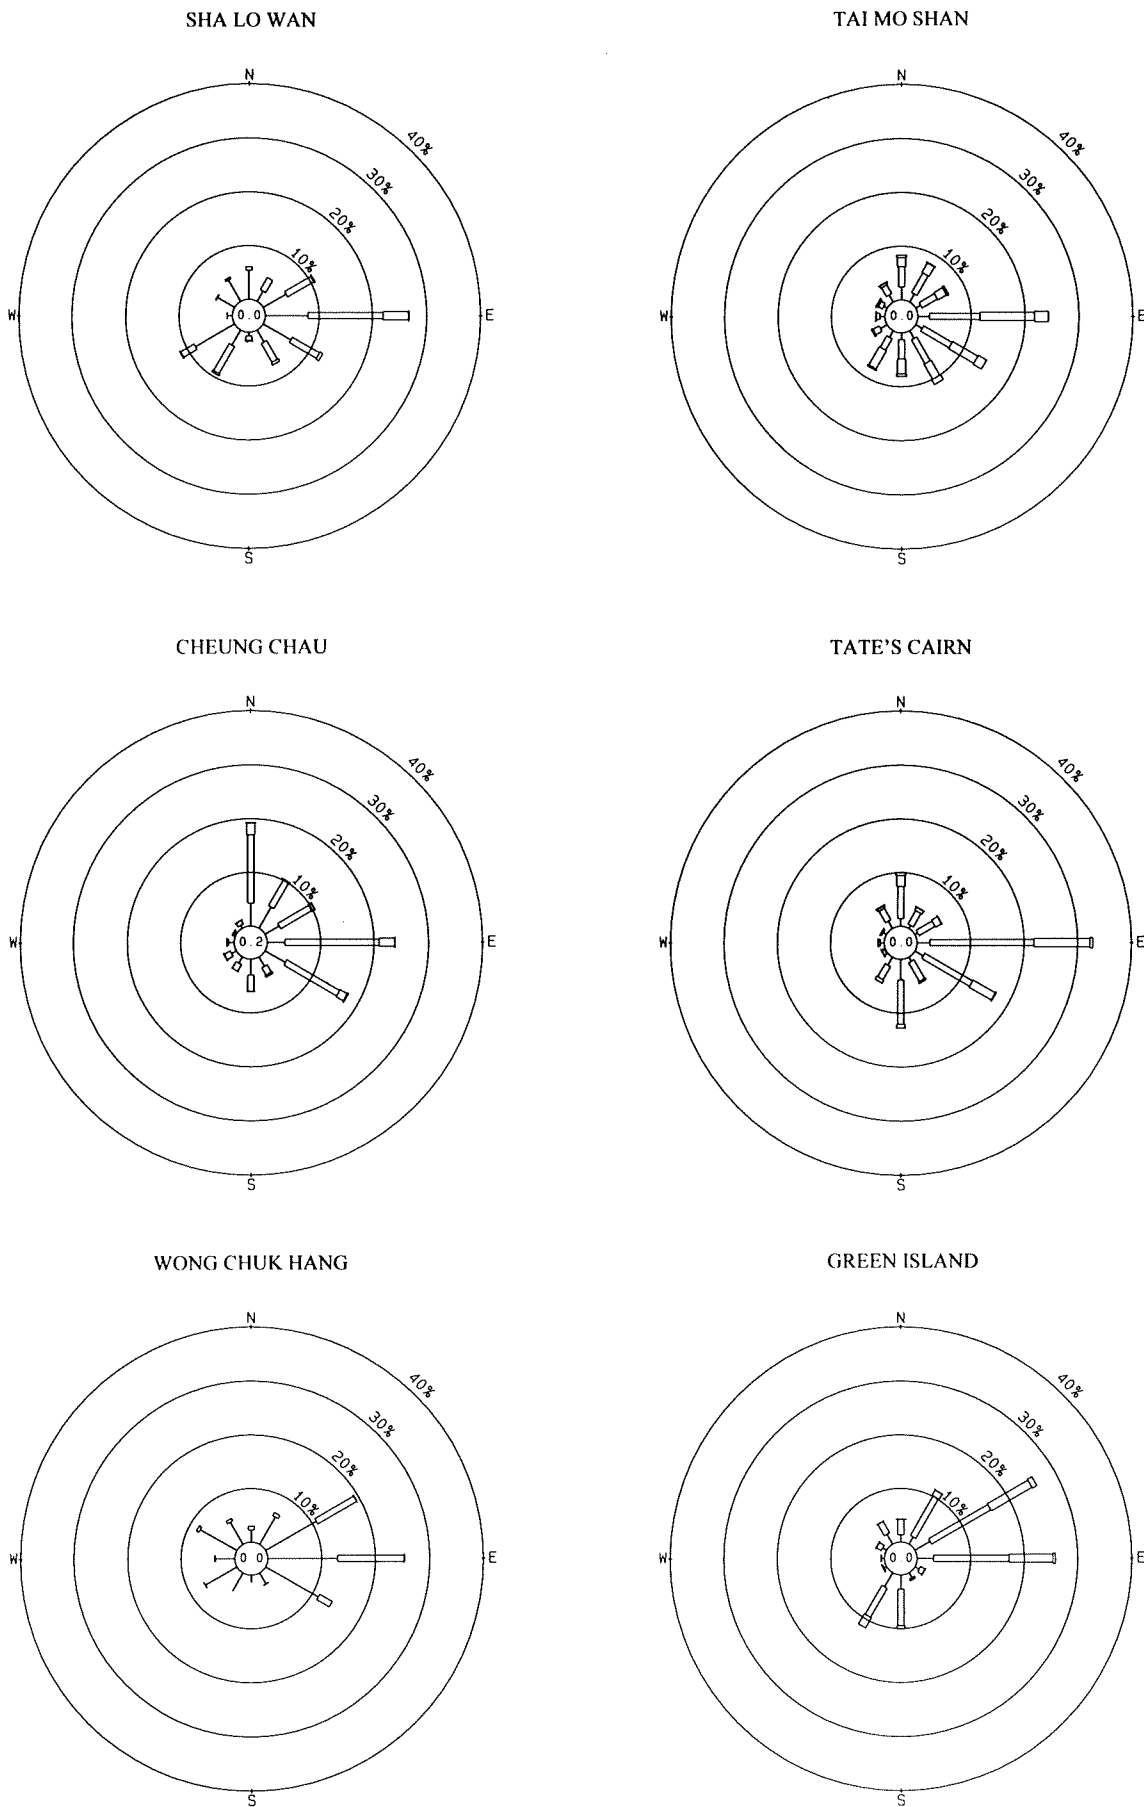 SHA LO WAN
N
40%
30%
20%
10%
W
0.0
E
S
TAI MO SHAN
N
40%
30%
20%
10%
W
0.0
E
S
CHEUNG CHAU
N
40%
30%
20%
10%
W
0.2
E
S
TATE'S CAIRN
N
40%
30%
20%
10%
W
0.0
E
S
WONG CHUK HANG
N
40%
30%
20%
10%
W
0 0
E
S
GREEN ISLAND
N
40%
30%
20%
10%
W
0.0
E
S